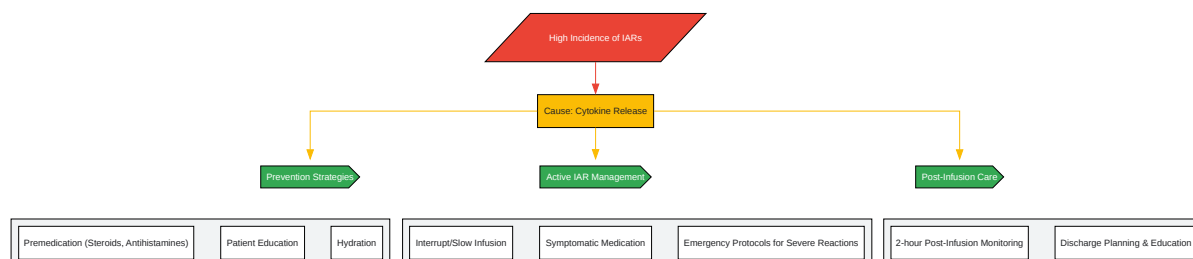 High Incidence of IARs
Cause: Cytokine Release
Prevention Strategies
Active IAR Management
Post-Infusion Care
Premedication (Steroids, Antihistamines)
Patient Education
Hydration
Interrupt/Slow Infusion
Symptomatic Medication
Emergency Protocols for Severe Reactions
2-hour Post-Infusion Monitoring
Discharge Planning & Education